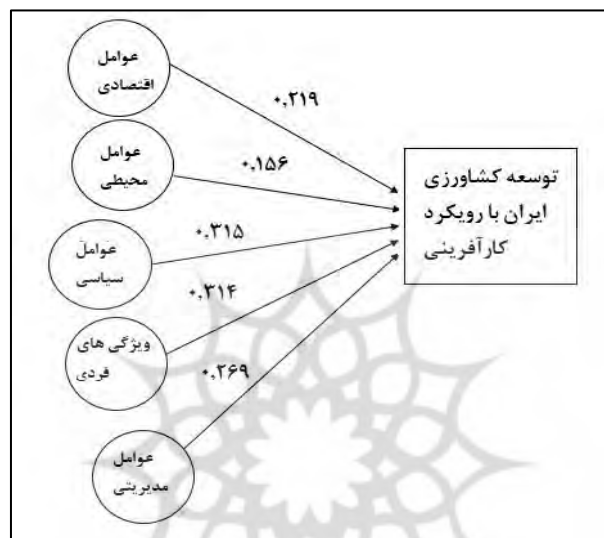 عوامل
اقتصادی
۰,۲۱۹
عوامل
محیطی
۰,۱۵۶
توسعه کشاورزی
ایران با رویکرد
کارآفرینی
عوامل
سیاسی
۰,۳۱۵
۰,۳۱۴
ویژگی های
فردی
۰,۲۶۹
عوامل
مدیریتی